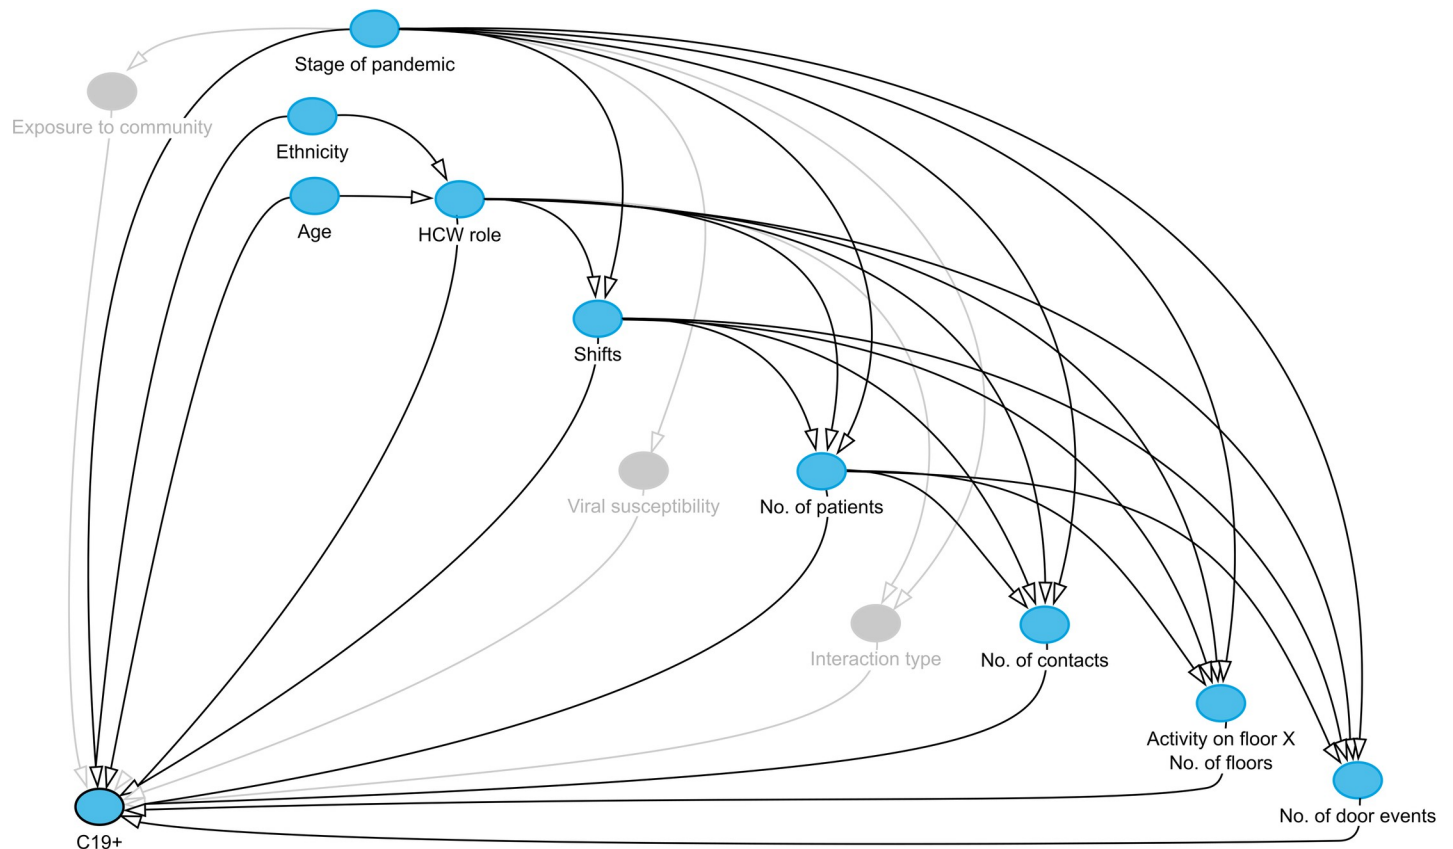 Stage of pandemic
Exposure to community
Ethnicity
Age
HCW role
Shifts
Viral susceptibility
No. of patients
Interaction type
No. of contacts
Activity on floor X
No. of floors
No. of door events
C19+